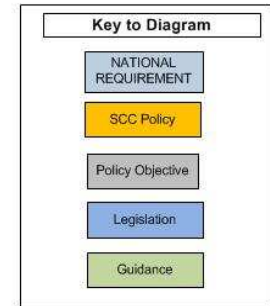 Key to Diagram
NATIONAL
REQUIREMENT
SCC Policy
Policy Objective
Legislation
Guidance